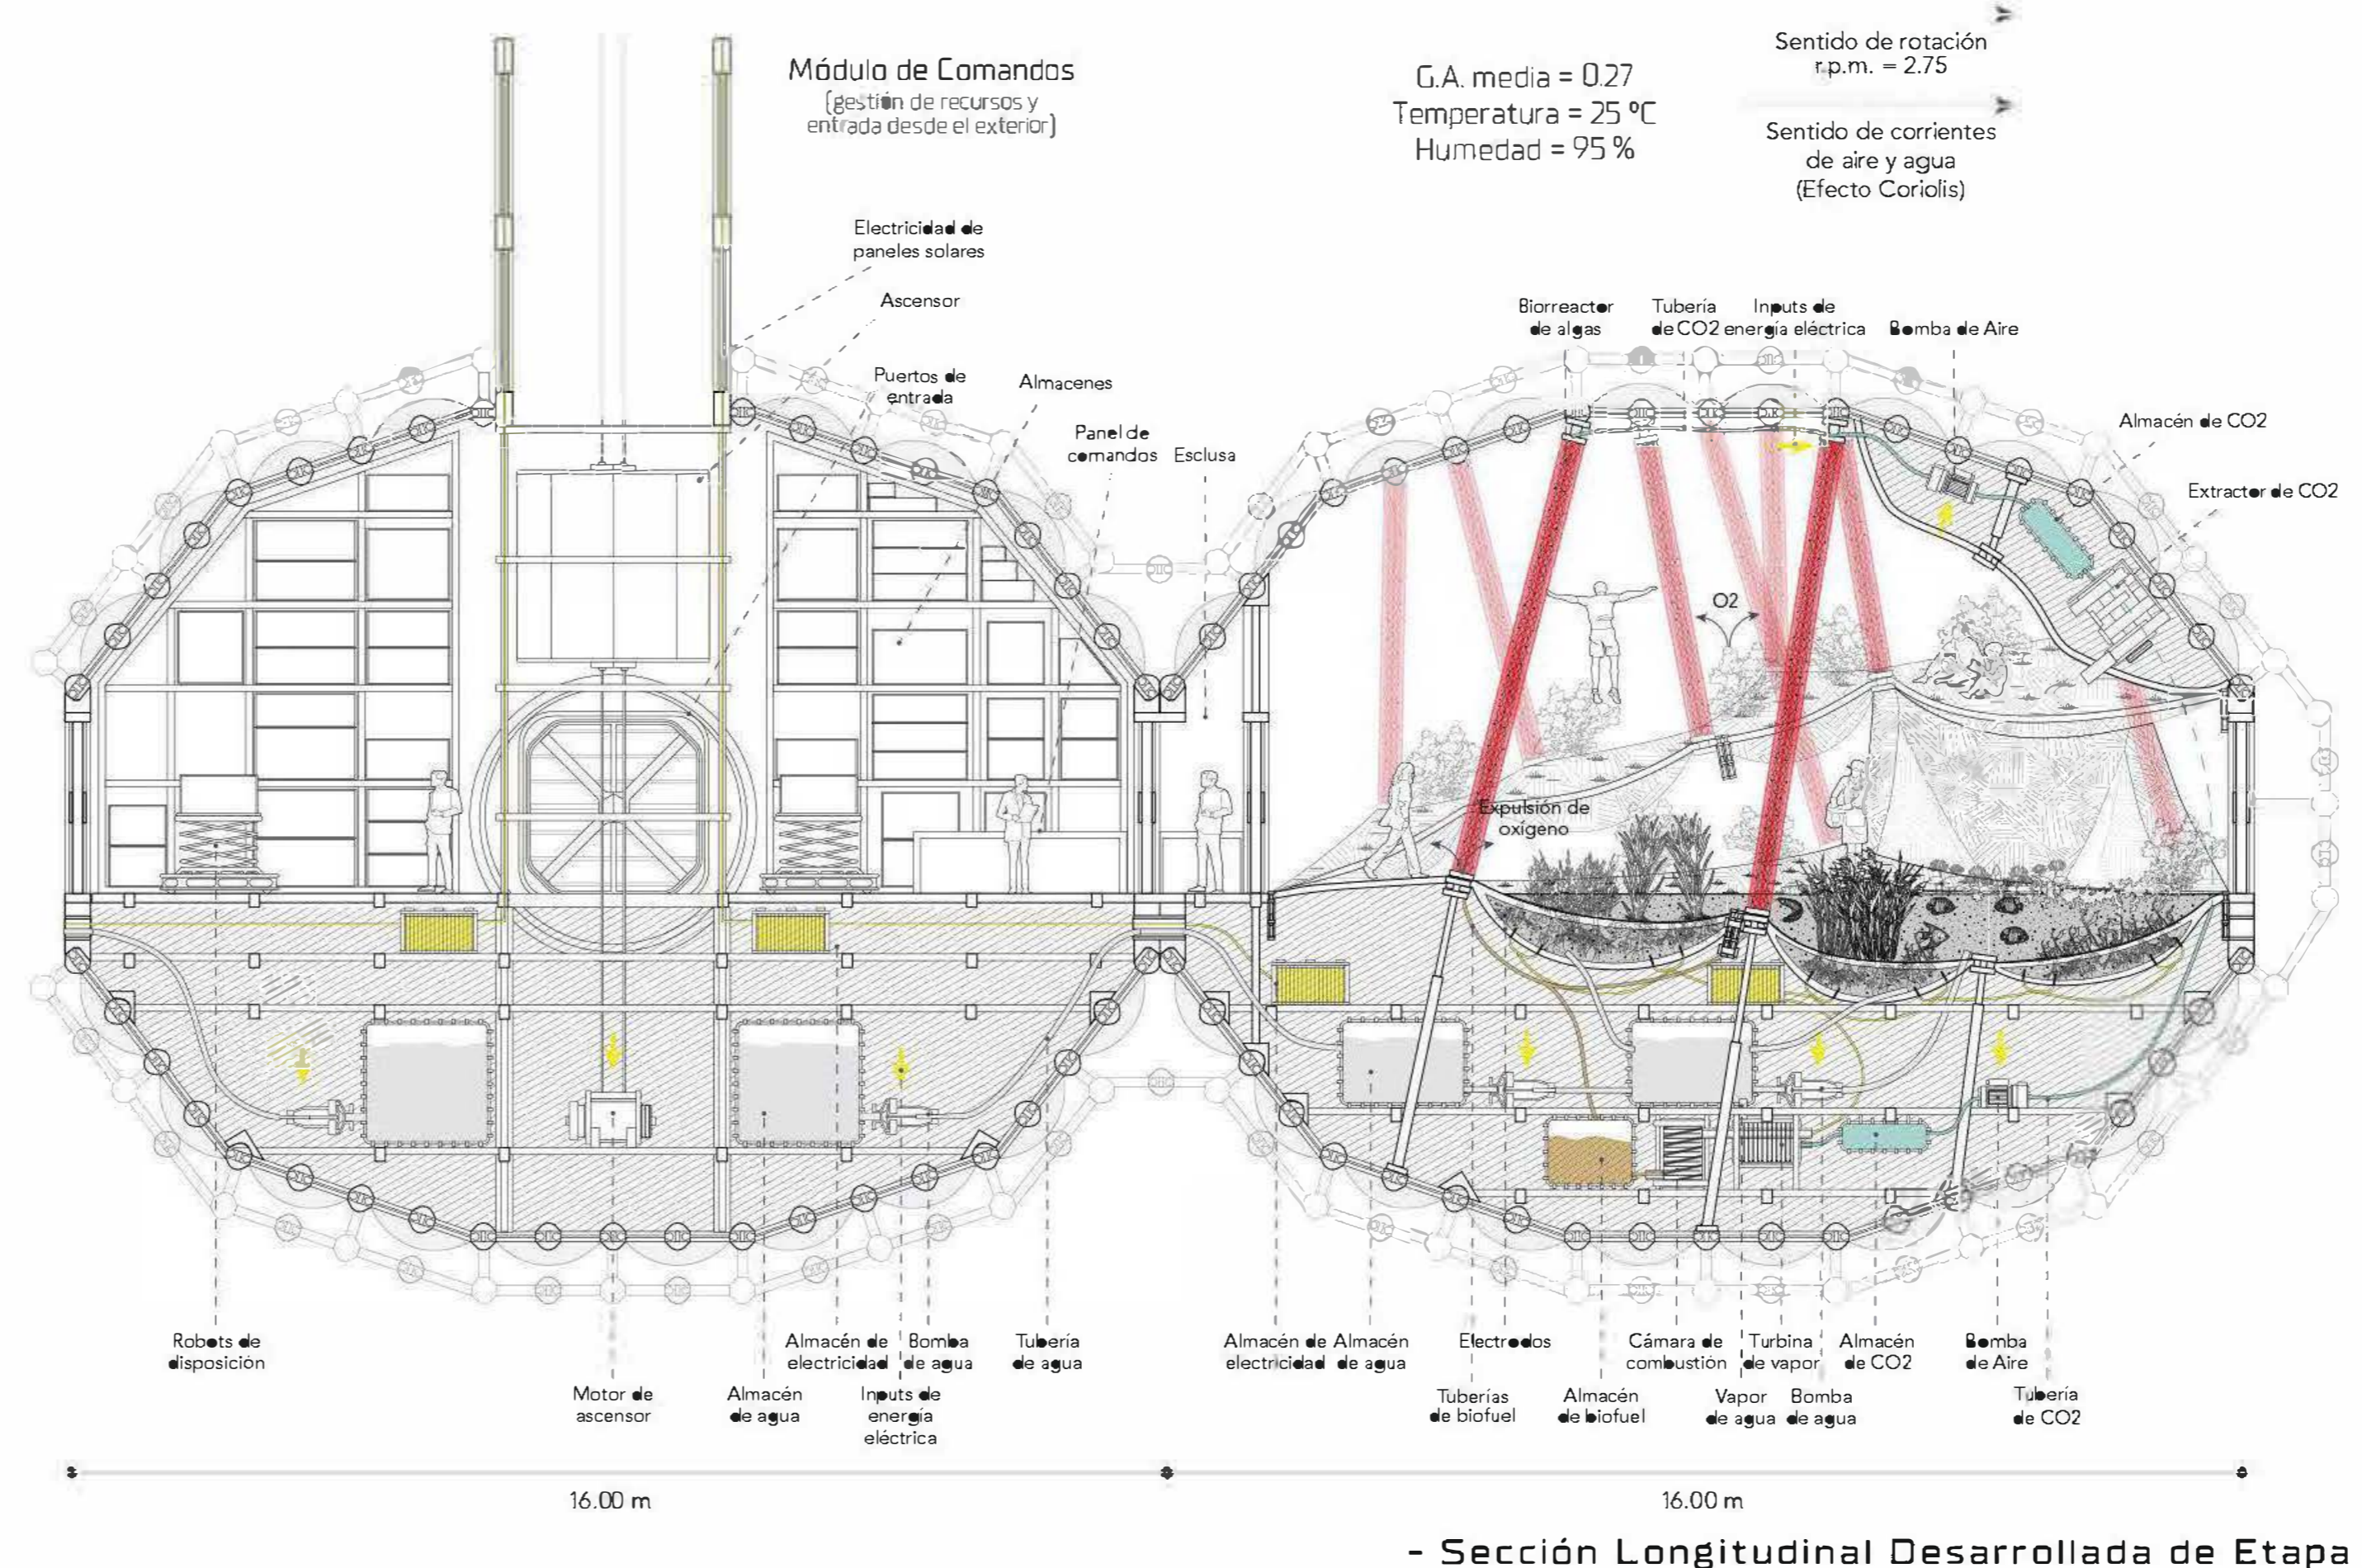 Módulo de Comandos
(gestión de recursos y
entrada desde el exterior)
G.A. media = 0.27
Temperatura = 25 ºC
Humedad = 95 %
Sentido de rotación
r.p.m. = 2.75
Sentido de corrientes
de aire y agua
(Efecto Coriolis)
Electricidad de
paneles solares
Ascensor
Puertos de
entrada
Almacenes
Panel de
comandos
Esclusa
Biorreactor
de algas
Tubería
de CO2
Inputs de
energía eléctrica
Bomba de Aire
Almacén de CO2
Extractor de CO2
O2
Expulsión de
oxígeno
Robots de
disposición
Motor de
ascensor
Almacén
de agua
Almacén de
electricidad
Inputs de
energía
eléctrica
Bomba
de agua
Tubería
de agua
Almacén de
electricidad
Almacén
de agua
Tuberías
de biofuel
Electrodos
Almacén
de biofuel
Cámara de
combustión
Vapor
de agua
Turbina
de vapor
Bomba
de agua
Almacén
de CO2
Bomba
de Aire
Tubería
de CO2
16.00 m
16.00 m
- Sección Longitudinal Desarrollada de Etapa